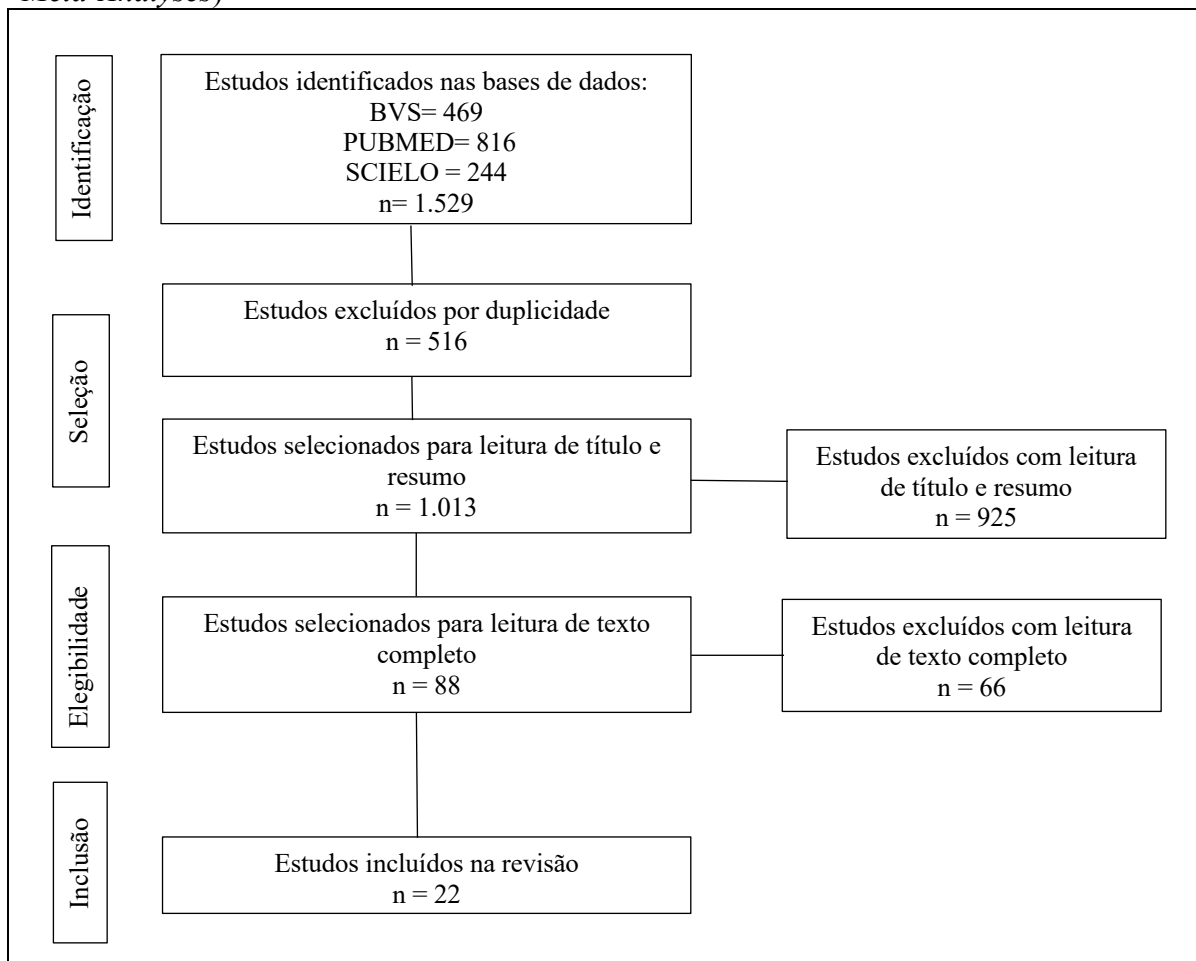 Meta-Analyses)
Identificação
Estudos identificados nas bases de dados:
BVS= 469
PUBMED= 816
SCIELO = 244
n= 1.529
Seleção
Estudos excluídos por duplicidade
n = 516
Estudos selecionados para leitura de título e
resumo
n = 1.013
Estudos excluídos com leitura
de título e resumo
n = 925
Elegibilidade
Estudos selecionados para leitura de texto
completo
n = 88
Estudos excluídos com leitura
de texto completo
n = 66
Inclusão
Estudos incluídos na revisão
n = 22